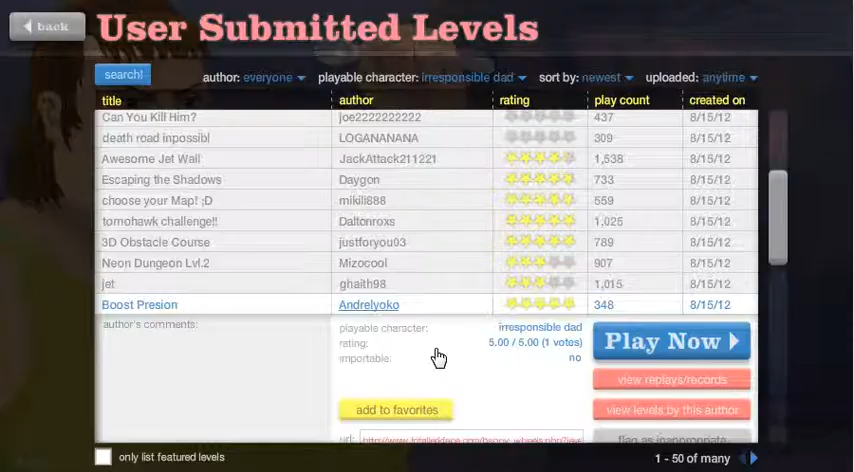 back
User Submitted Levels
search!
author: everyone playable character: irresponsible dad sort by: newest uploaded: anytime
title author rating play count created on
Can You Kill Him? joe2222222222 437 8/15/12
death road inpossibl LOGANANANA 309 8/15/12
Awesome Jet Wall JackAttack211221 1,538 8/15/12
Escaping the Shadows Daygon 733 8/15/12
choose your Map! ;D mikill888 559 8/15/12
tomohawk challenge!! Daltonroxs 1,025 8/15/12
3D Obstacle Course justforyou03 789 8/15/12
Neon Dungeon Lvl.2 Mizocool 907 8/15/12
jet ghaith98 1,015 8/15/12
Boost Presion Andrelyoko 348 8/15/12
author's comments:
playable character: irresponsible dad
rating: 5.00 / 5.00 (1 votes)
importable: no
Play Now
view replays/records
add to favorites
view levels by this author
url:
flag as inappropriate
only list featured levels
1 - 50 of many